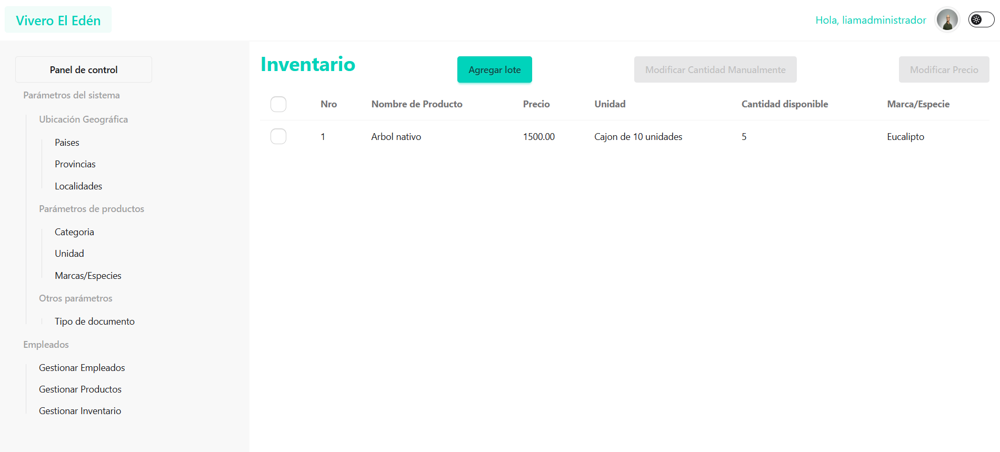 Vivero El Edén
Hola, liamadministrador
Panel de control
Parámetros del sistema
Ubicación Geográfica
Paises
Provincias
Localidades
Parámetros de productos
Categoria
Unidad
Marcas/Especies
Otros parámetros
Tipo de documento
Empleados
Gestionar Empleados
Gestionar Productos
Gestionar Inventario
Inventario
Agregar lote
Modificar Cantidad Manualmente
Modificar Precio
Nro Nombre de Producto Precio Unidad Cantidad disponible Marca/Especie
1 Arbol nativo 1500.00 Cajon de 10 unidades 5 Eucalipto